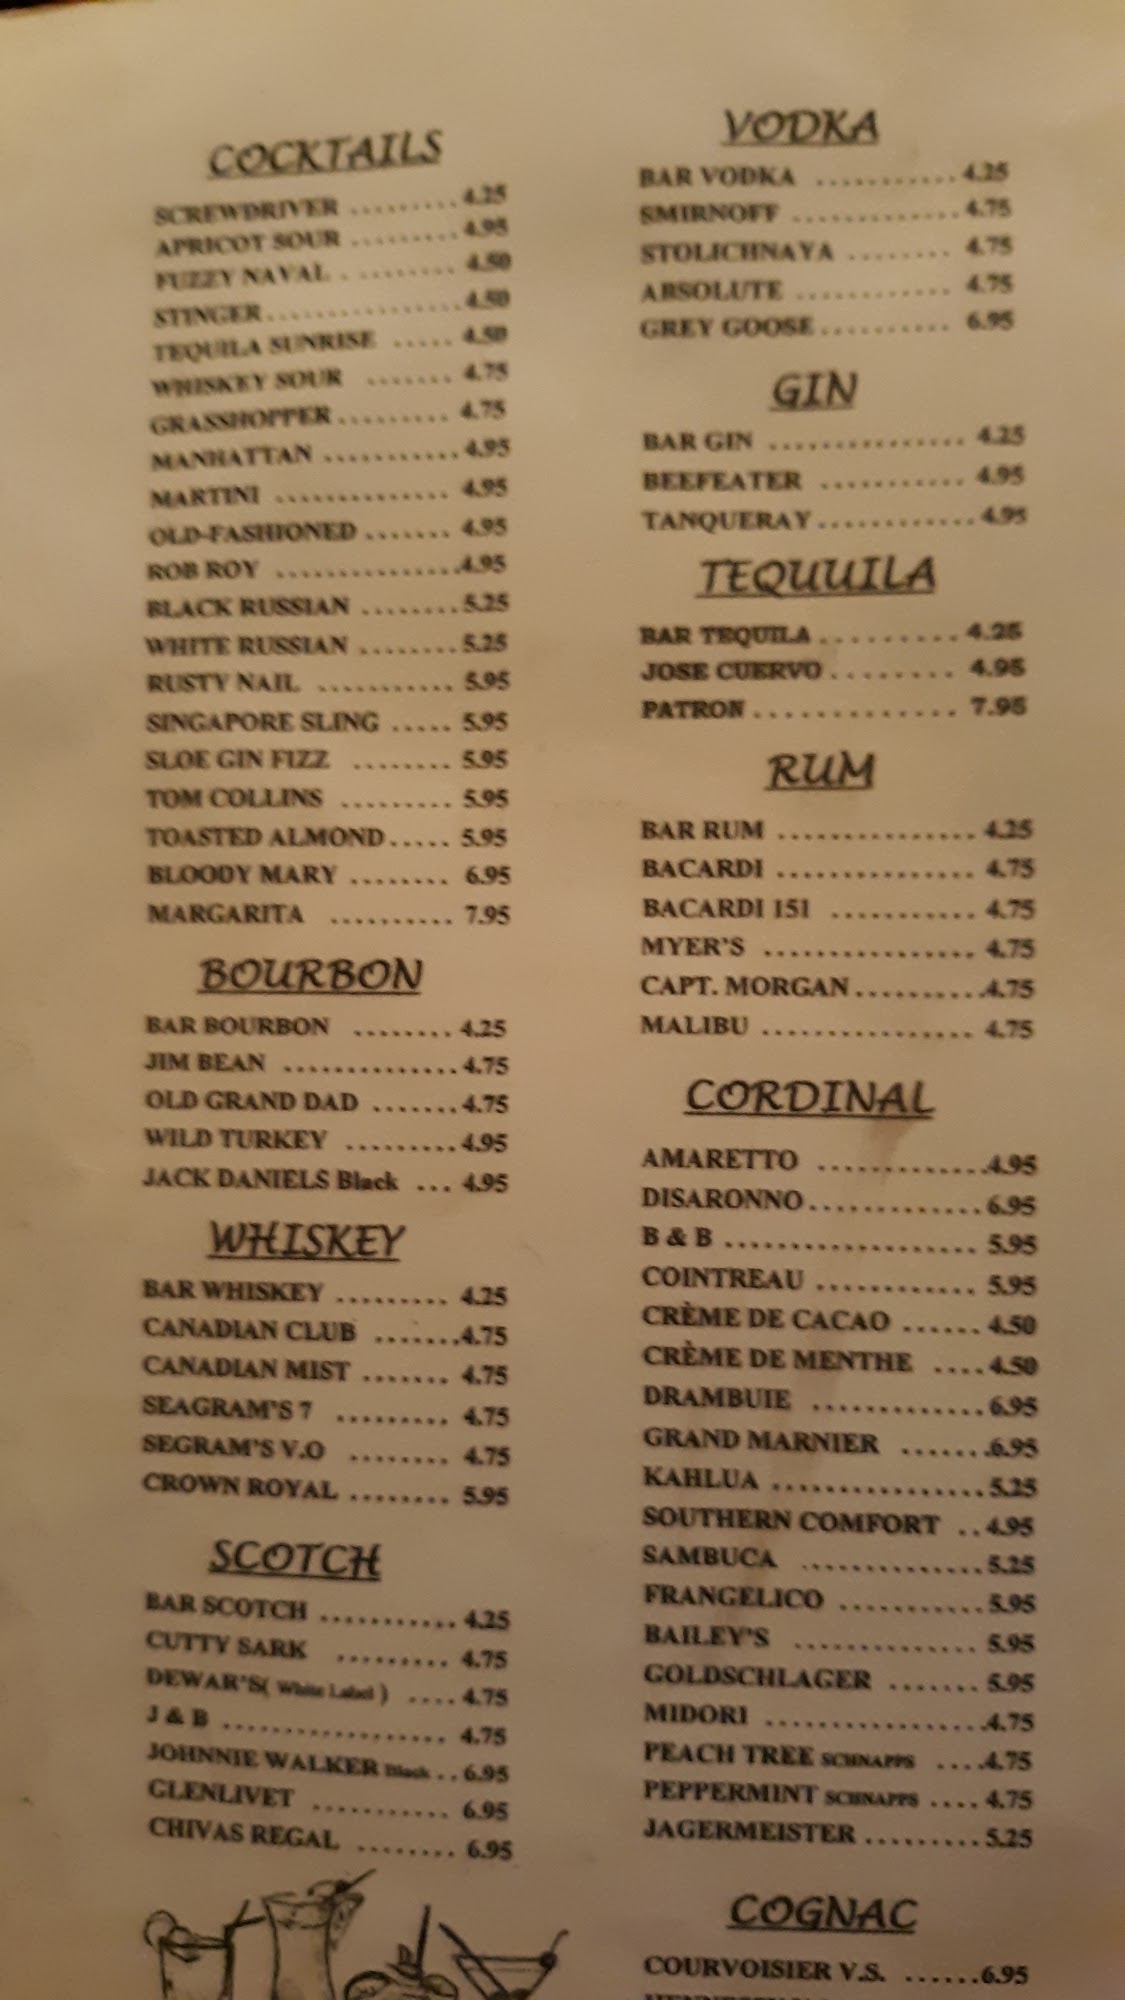 COCKTAILS
SCREWDRIVER ......... 4.25
APRICOT SOUR ......... 4.95
FUZZY NAVAL . ........ 4.50
STINGER................. 4.50
TEQUILA SUNRISE ..... 4.50
WHISKEY SOUR ....... 4.75
GRASSHOPPER......... 4.75
MANHATTAN ........... 4.95
MARTINI .............. 4.95
OLD-FASHIONED ....... 4.95
ROB ROY ...............4.95
BLACK RUSSIAN ........5.25
WHITE RUSSIAN ........5.25
RUSTY NAIL ........... 5.95
SINGAPORE SLING ..... 5.95
SLOE GIN FIZZ ........ 5.95
TOM COLLINS ......... 5.95
TOASTED ALMOND..... 5.95
BLOODY MARY ........ 6.95
MARGARITA .......... 7.95
BOURBON
BAR BOURBON ........ 4.25
JIM BEAN ..............4.75
OLD GRAND DAD .......4.75
WILD TURKEY .........4.95
JACK DANIELS Black ... 4.95
WHISKEY
BAR WHISKEY ......... 4.25
CANADIAN CLUB .......4.75
CANADIAN MIST ....... 4.75
SEAGRAM'S 7 ......... 4.75
SEGRAM'S V.O ........ 4.75
CROWN ROYAL ........ 5.95
SCOTCH
BAR SCOTCH ........... 4.25
CUTTY SARK ......... 4.75
DEWAR'S( White Label ) .... 4.75
J & B .................. 4.75
JOHNNIE WALKER Black .. 6.95
GLENLIVET ........... 6.95
CHIVAS REGAL ........ 6.95
VODKA
BAR VODKA ........... 4.25
SMIRNOFF ............. 4.75
STOLICHNAYA ........ 4.75
ABSOLUTE ............ 4.75
GREY GOOSE.......... 6.95
GIN
BAR GIN ............... 4.25
BEEFEATER ........... 4.95
TANQUERAY............ 4.95
TEQUUILA
BAR TEQUILA ......... 4.25
JOSE CUERVO ........ 4.95
PATRON ............. 7.95
RUM
BAR RUM ............... 4.25
BACARDI ............... 4.75
BACARDI 151 ........... 4.75
MYER'S ................ 4.75
CAPT. MORGAN..........4.75
MALIBU ................ 4.75
CORDINAL
AMARETTO .............4.95
DISARONNO.............6.95
B & B ................... 5.95
COINTREAU ............ 5.95
CRÈME DE CACAO ...... 4.50
CRÈME DE MENTHE ....4.50
DRAMBUIE .............6.95
GRAND MARNIER .......6.95
KAHLUA ................5.25
SOUTHERN COMFORT ..4.95
SAMBUCA ..............5.25
FRANGELICO ...........5.95
BAILEY'S .............. 5.95
GOLDSCHLAGER ....... 5.95
MIDORI .................4.75
PEACH TREE SCHNAPPS ....4.75
PEPPERMINT SCHNAPPS .... 4.75
JAGERMEISTER .........5.25
COGNAC
COURVOISIER V.S. ......6.95